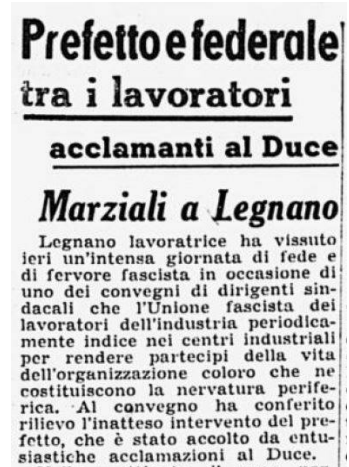 Prefetto e federale
tra i lavoratori
acclamanti al Duce
Marziali a Legnano
Legnano lavoratrice ha vissuto
ieri un'intensa giornata di fede e
di fervore fascista in occasione di
uno dei convegni di dirigenti sin-
dacali che l'Unione fascista dei
lavoratori dell'industria periodica-
mente indice nei centri industriali
per rendere partecipi della vita
dell'organizzazione coloro che ne
costituiscono la nervatura perife-
rica. Al convegno ha conferito
rilievo l'inatteso intervento del pre-
fetto, che è stato accolto da entu-
siastiche acclamazioni al Duce.